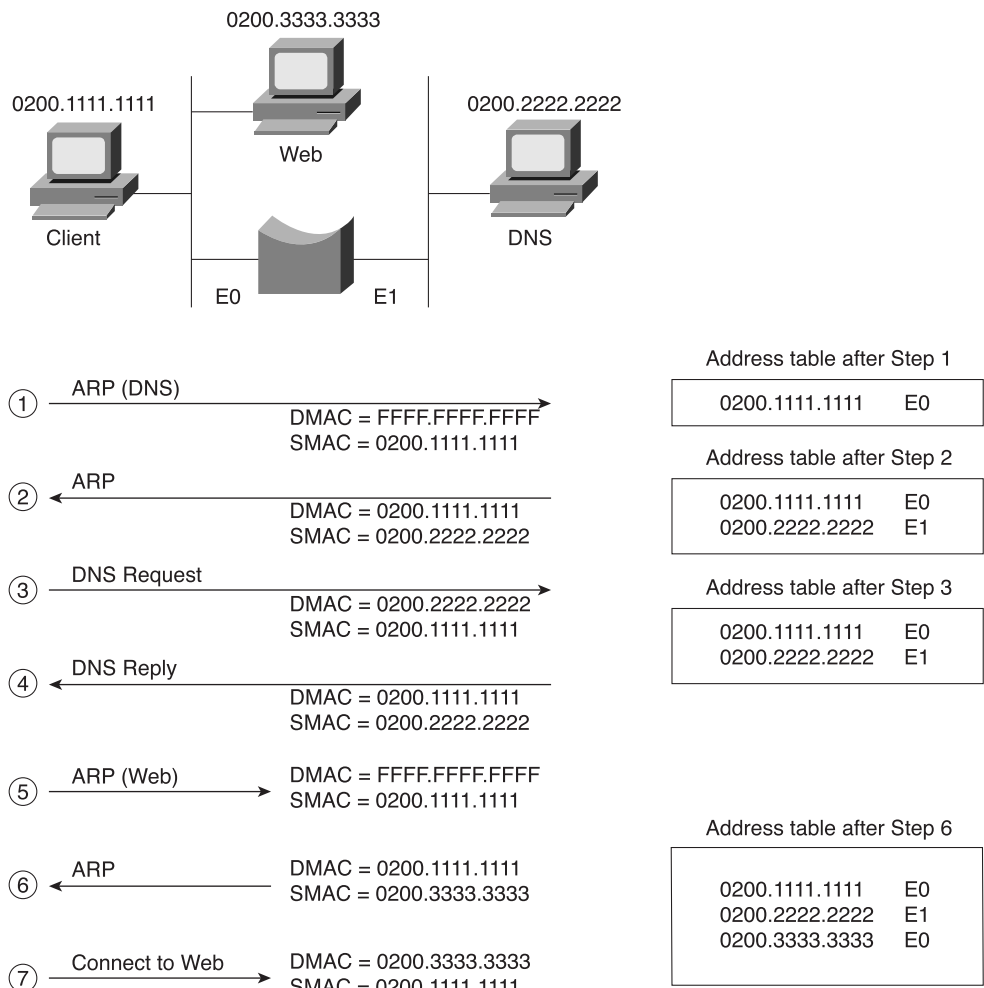 0200.3333.3333
0200.1111.1111
0200.2222.2222
Web
Client
DNS
E0
E1
Address table after Step 1
1
ARP (DNS)
DMAC = FFFF.FFFF.FFFF
SMAC = 0200.1111.1111
0200.1111.1111 E0
Address table after Step 2
2
ARP
DMAC = 0200.1111.1111
SMAC = 0200.2222.2222
0200.1111.1111 E0
0200.2222.2222 E1
3
DNS Request
DMAC = 0200.2222.2222
SMAC = 0200.1111.1111
Address table after Step 3
0200.1111.1111 E0
0200.2222.2222 E1
4
DNS Reply
DMAC = 0200.1111.1111
SMAC = 0200.2222.2222
5
ARP (Web)
DMAC = FFFF.FFFF.FFFF
SMAC = 0200.1111.1111
Address table after Step 6
6
ARP
DMAC = 0200.1111.1111
SMAC = 0200.3333.3333
0200.1111.1111 E0
0200.2222.2222 E1
0200.3333.3333 E0
7
Connect to Web
DMAC = 0200.3333.3333
SMAC = 0200.1111.1111